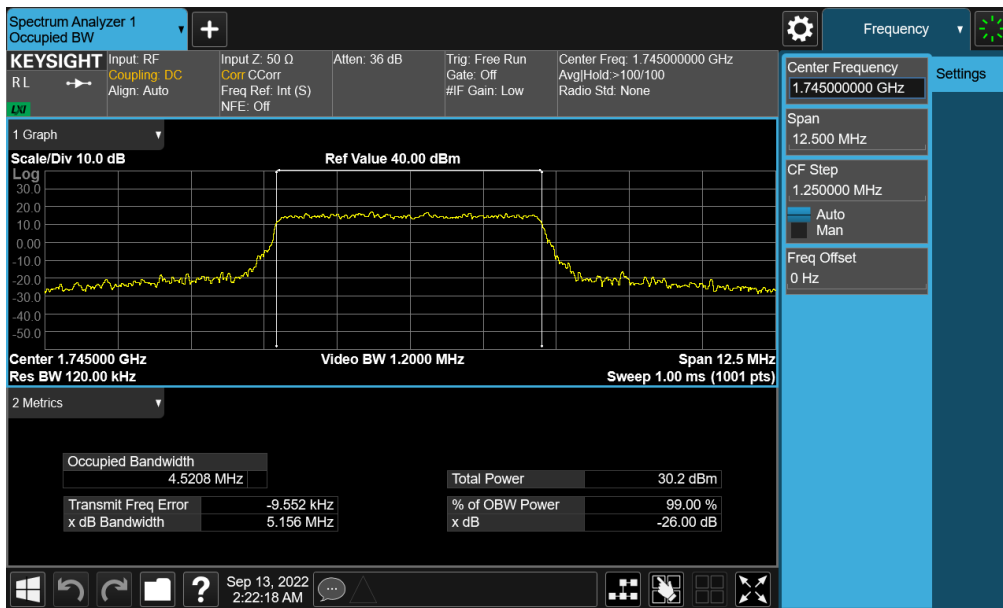 Spectrum Analyzer 1
Occupied BW
Frequency
KEYSIGHT
R L
LXI
Input: RF
Coupling: DC
Align: Auto
Input Z: 50 Ω
Corr CCorr
Freq Ref: Int (S)
NFE: Off
Atten: 36 dB
Trig: Free Run
Gate: Off
#IF Gain: Low
Center Freq: 1.745000000 GHz
Avg|Hold:>100/100
Radio Std: None
Center Frequency
1.745000000 GHz
Settings
Span
12.500 MHz
CF Step
1.250000 MHz
Auto
Man
Freq Offset
0 Hz
1 Graph
Scale/Div 10.0 dB
Ref Value 40.00 dBm
Log
30.0
20.0
10.0
0.00
-10.0
-20.0
-30.0
-40.0
-50.0
Center 1.745000 GHz
Video BW 1.2000 MHz
Span 12.5 MHz
Res BW 120.00 kHz
Sweep 1.00 ms (1001 pts)
2 Metrics
Occupied Bandwidth
4.5208 MHz
Total Power 30.2 dBm
Transmit Freq Error -9.552 kHz
% of OBW Power 99.00 %
x dB Bandwidth 5.156 MHz
x dB -26.00 dB
?
Sep 13, 2022
2:22:18 AM